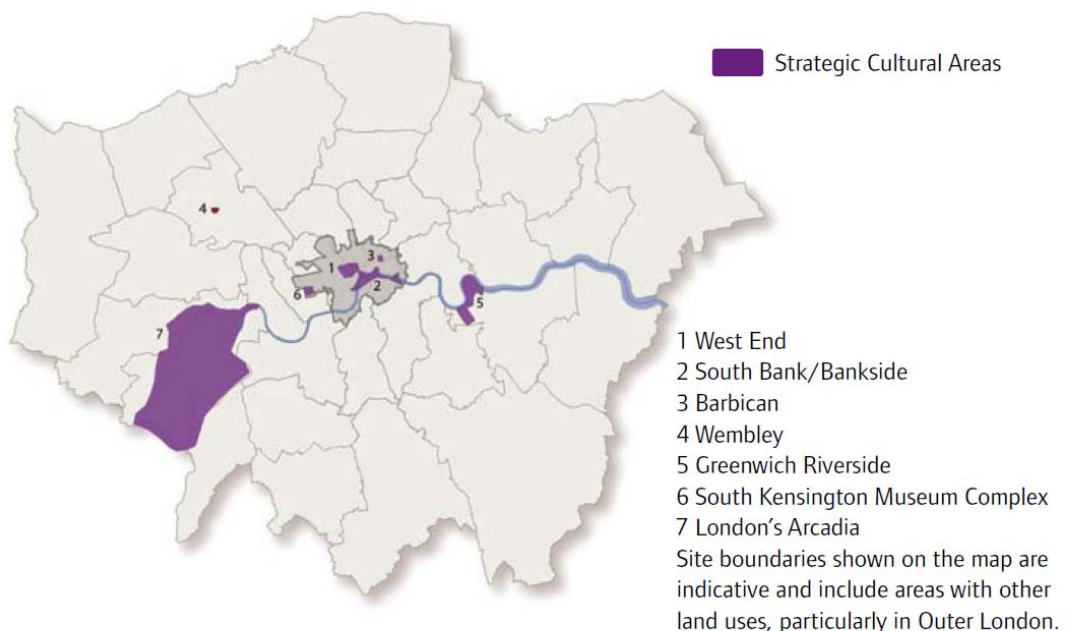 Strategic Cultural Areas
4
3
1
2
6
5
7
1 West End
2 South Bank/Bankside
3 Barbican
4 Wembley
5 Greenwich Riverside
6 South Kensington Museum Complex
7 London's Arcadia
Site boundaries shown on the map are
indicative and include areas with other
land uses, particularly in Outer London.